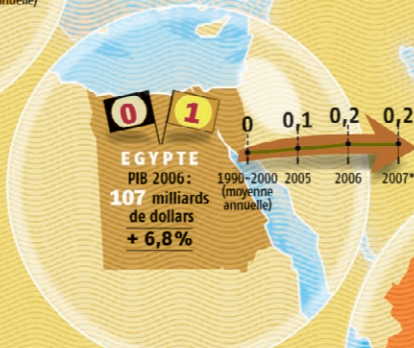 nuelle)
0 1
0 0,1 0,2 0,2
EGYPTE
PIB 2006 :
107 milliards
de dollars
+ 6,8%
1990-2000 2005 2006 2007*
(moyenne
annuelle)